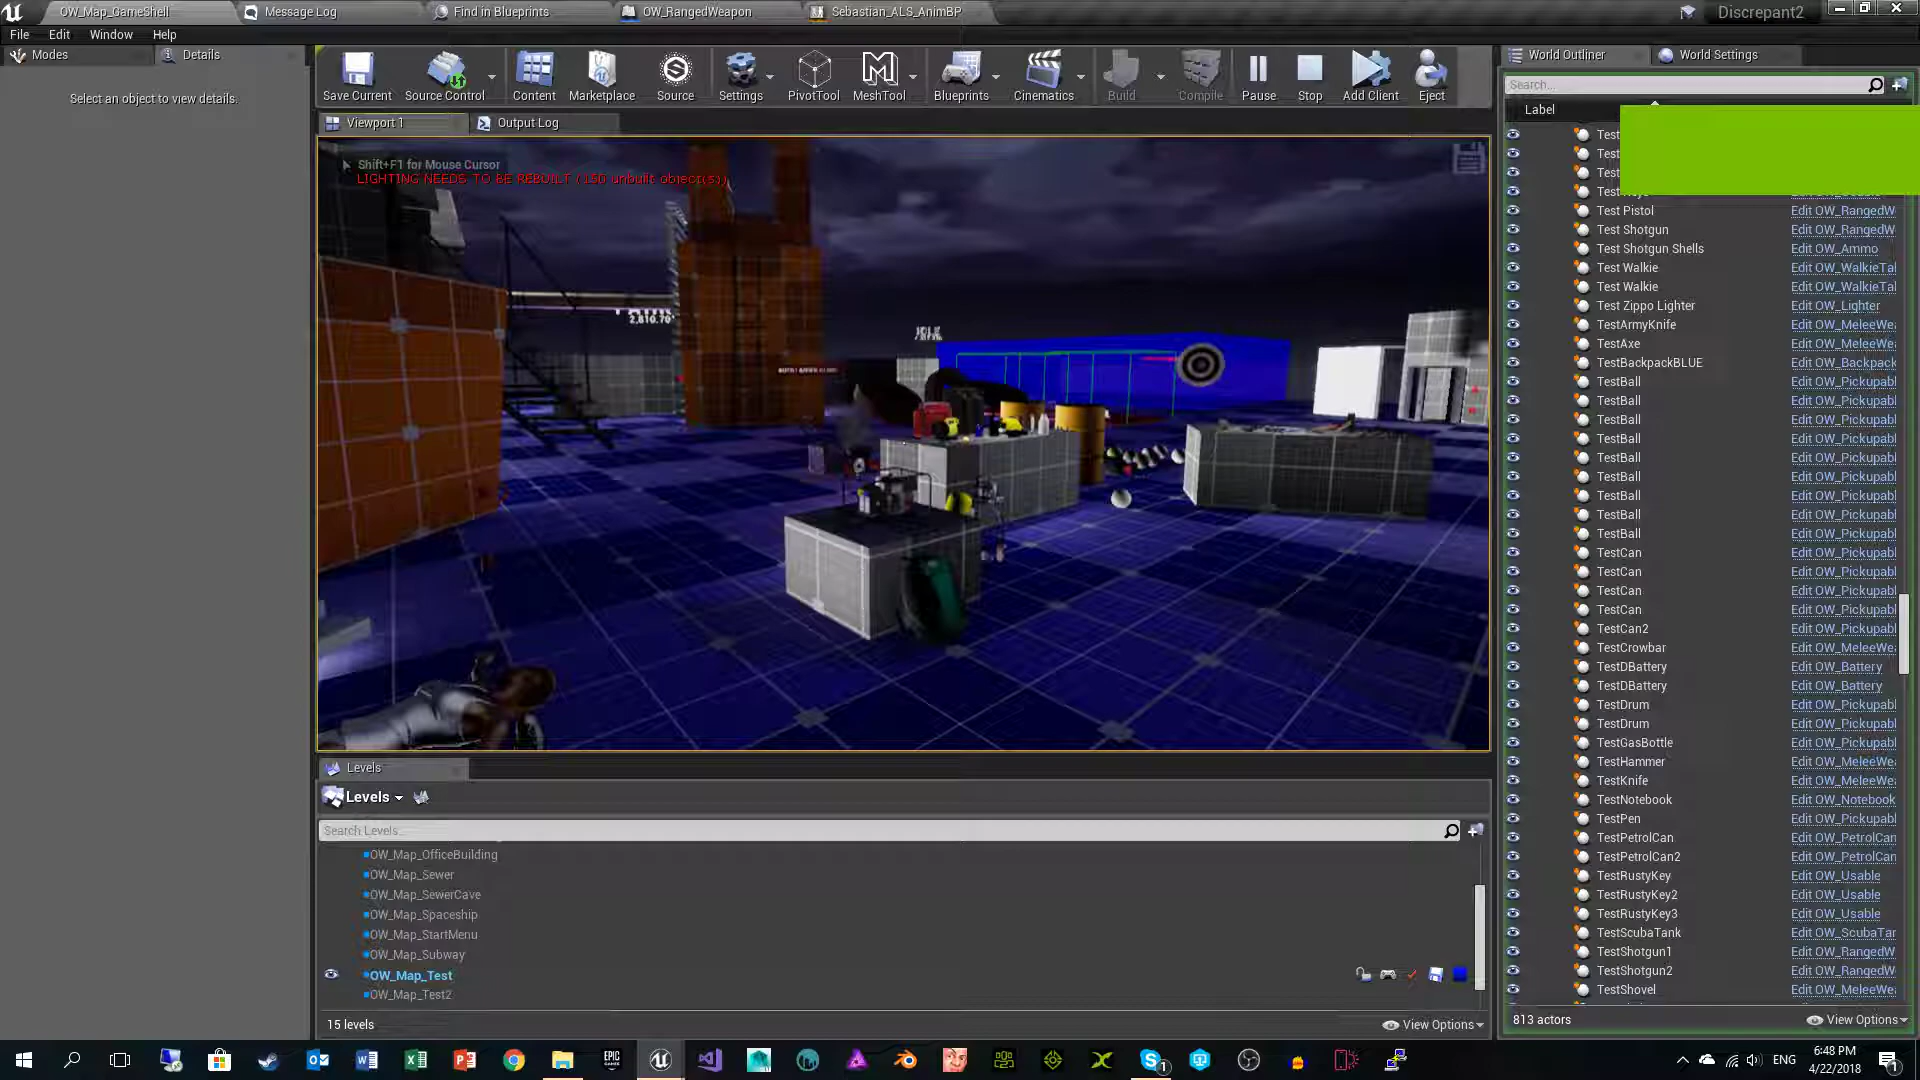 OW_Map_GameShell
Message Log
Find in Blueprints
OW_RangedWeapon
Sebastian_ALS_AnimBP
Discrepant2
File
Edit
Window
Help
Modes
Details
Select an object to view details.
Save Current
Source Control
Content
Marketplace
Source
Settings
PivotTool
MeshTool
Blueprints
Cinematics
Build
Compile
Pause
Stop
Add Client
Eject
Viewport 1
Output Log
Shift+F1 for Mouse Cursor
LIGHTING NEEDS TO BE REBUILT (150 unbuilt object(s))
2,810.70
World Outliner
World Settings
Search...
Label
Test
Test
Test
Test Pistol Edit OW_RangedW
Test Shotgun Edit OW_RangedW
Test Shotgun Shells Edit OW_Ammo
Test Walkie Edit OW_WalkieTal
Test Walkie Edit OW_WalkieTal
Test Zippo Lighter Edit OW_Lighter
TestArmyKnife Edit OW_MeleeWea
TestAxe Edit OW_MeleeWea
TestBackpackBLUE Edit OW_Backpack
TestBall Edit OW_Pickupabl
TestBall Edit OW_Pickupabl
TestBall Edit OW_Pickupabl
TestBall Edit OW_Pickupabl
TestBall Edit OW_Pickupabl
TestBall Edit OW_Pickupabl
TestBall Edit OW_Pickupabl
TestBall Edit OW_Pickupabl
TestBall Edit OW_Pickupabl
TestCan Edit OW_Pickupabl
TestCan Edit OW_Pickupabl
TestCan Edit OW_Pickupabl
TestCan Edit OW_Pickupabl
TestCan2 Edit OW_Pickupabl
TestCrowbar Edit OW_MeleeWea
TestDBattery Edit OW_Battery
TestDBattery Edit OW_Battery
TestDrum Edit OW_Pickupabl
TestDrum Edit OW_Pickupabl
TestGasBottle Edit OW_Pickupabl
TestHammer Edit OW_MeleeWea
TestKnife Edit OW_MeleeWea
TestNotebook Edit OW_Notebook
TestPen Edit OW_Pickupabl
TestPetrolCan Edit OW_PetrolCan
TestPetrolCan2 Edit OW_PetrolCan
TestRustyKey Edit OW_Usable
TestRustyKey2 Edit OW_Usable
TestRustyKey3 Edit OW_Usable
TestScubaTank Edit OW_ScubaTan
TestShotgun1 Edit OW_RangedW
TestShotgun2 Edit OW_RangedW
TestShovel Edit OW_MeleeWea
813 actors
View Options
Levels
Levels
Search Levels
OW_Map_OfficeBuilding
OW_Map_Sewer
OW_Map_SewerCave
OW_Map_Spaceship
OW_Map_StartMenu
OW_Map_Subway
OW_Map_Test
OW_Map_Test2
15 levels
View Options
ENG
6:48 PM
4/22/2018